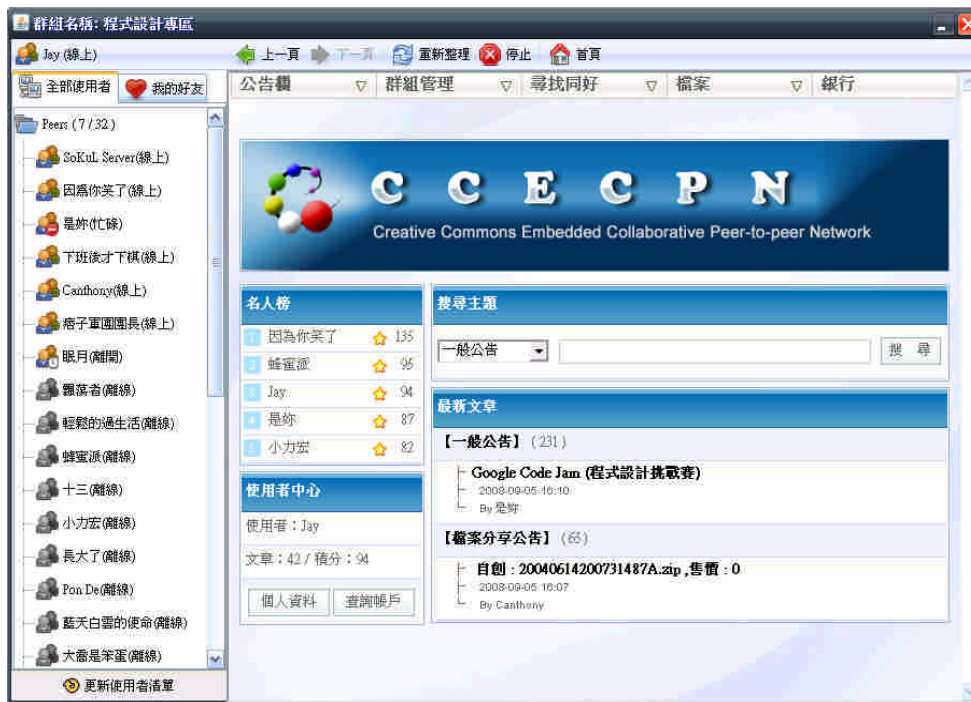 群組名稱: 程式設計專區
Jay (線上)
上一頁 下一頁 重新整理 停止 首頁
全部使用者 我的好友
公告欄 群組管理 尋找同好 檔案 銀行
Peers ( 7 / 32 )
SoKuL Server(線上)
因為你笑了(線上)
是妳(忙碌)
下班後才下棋(線上)
Canthony(線上)
痞子軍團團長(線上)
眠月(離開)
飄蕩者(離線)
輕鬆的過生活(離線)
蜂蜜派(離線)
十三(離線)
小力宏(離線)
長大了(離線)
Pon De(離線)
藍天白雲的使命(離線)
大喬是笨蛋(離線)
更新使用者清單
CCECPN
Creative Commons Embedded Collaborative Peer-to-peer Network
名人榜
1 因為你笑了 135
2 蜂蜜派 95
3 Jay 94
4 是妳 87
5 小力宏 82
使用者中心
使用者：Jay
文章：42 / 積分：94
個人資料 查詢帳戶
搜尋主題
一般公告 搜 尋
最新文章
【一般公告】 ( 231 )
Google Code Jam (程式設計挑戰賽)
2008-09-05 16:10
By 是妳
【檔案分享公告】 (65)
自創 : 20040614200731487A.zip ,售價 : 0
2008-09-05 16:07
By Canthony